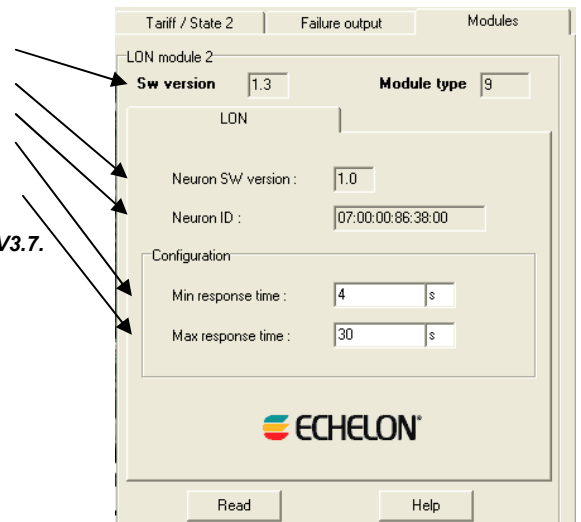 Tariff / State 2 Failure output Modules
LON module 2
Sw version 1.3 Module type 9
LON
Neuron SW version : 1.0
Neuron ID : 07:00:00:86:38:00
V3.7.
Configuration
Min response time : 4 s
Max response time : 30 s
ECHELON®
Read Help